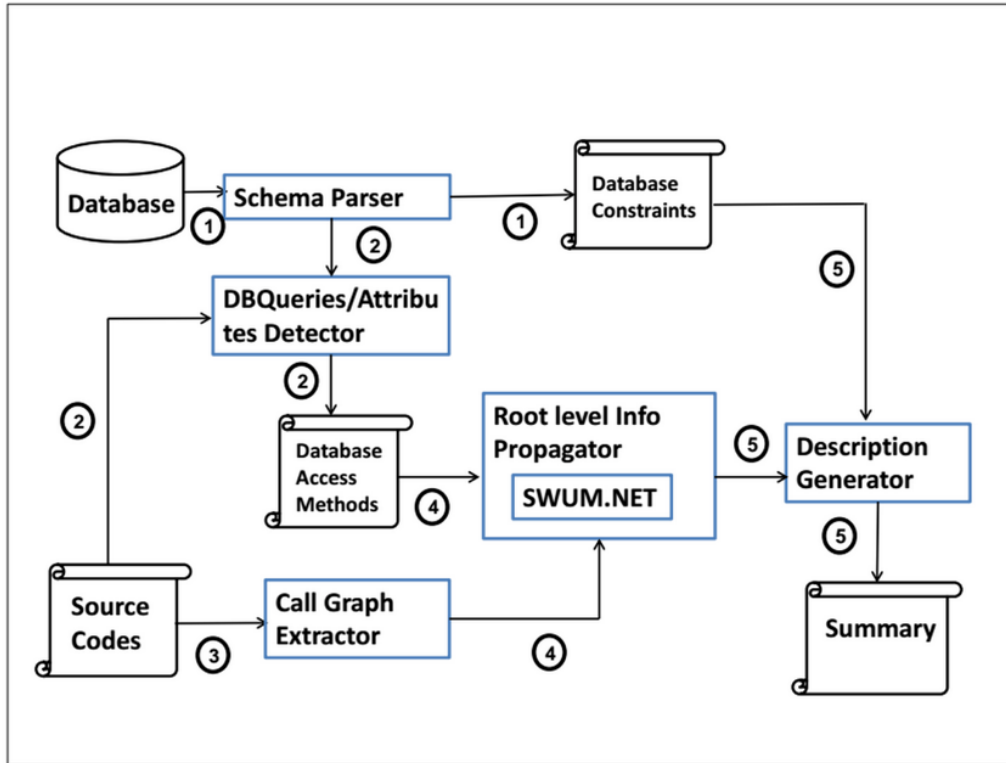 Database
1
Schema Parser
1
Database
Constraints
2
5
DBQueries/Attribu
tes Detector
2
2
Database
Access
Methods
4
Root level Info
Propagator
SWUM.NET
5
Description
Generator
5
Source
Codes
3
Call Graph
Extractor
4
Summary